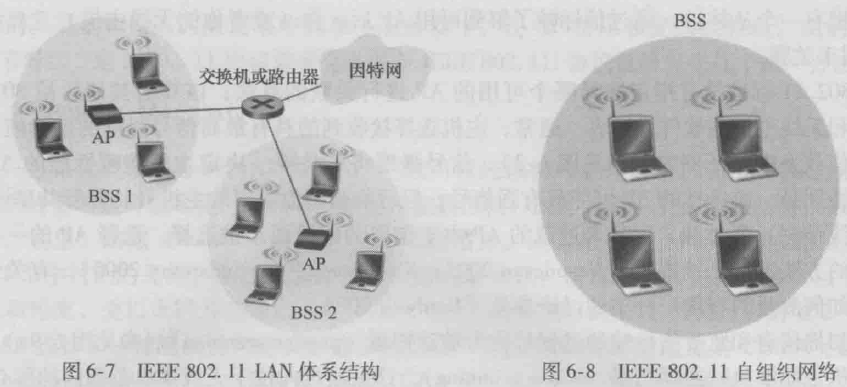 BSS
因特网
交换机或路由器
AP
BSS 1
AP
BSS 2
图 6-7 IEEE 802.11 LAN 体系结构
图 6-8 IEEE 802.11 自组织网络